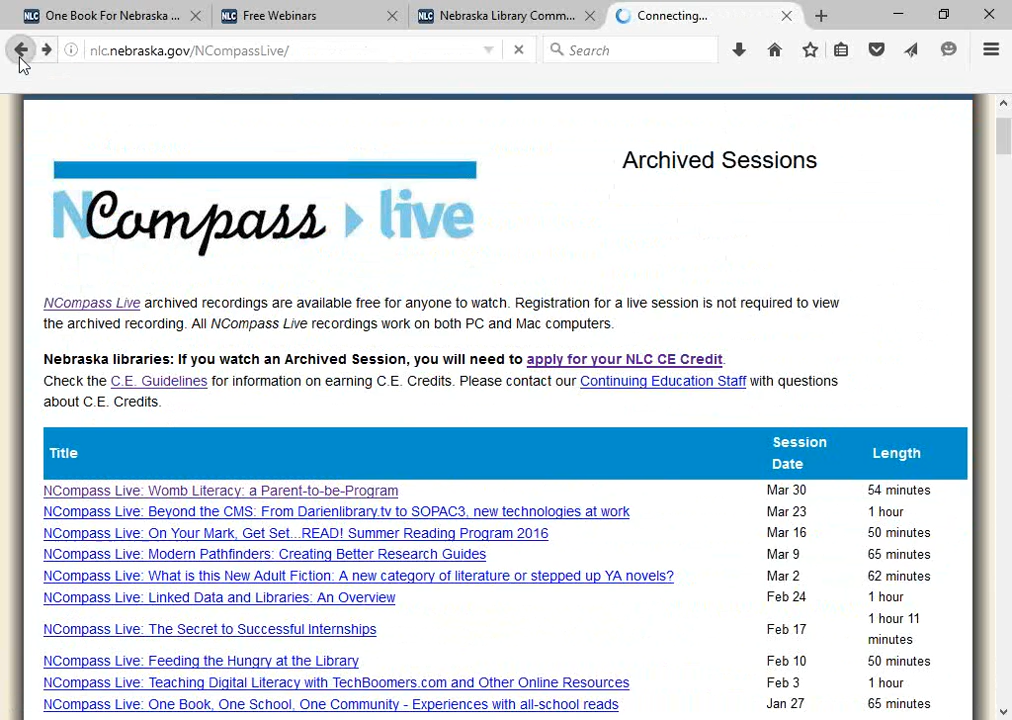 One Book For Nebraska ...
Free Webinars
Nebraska Library Comm...
Connecting...
nlc.nebraska.gov/NCompassLive/
Search
NCompass live
Archived Sessions
NCompass Live archived recordings are available free for anyone to watch. Registration for a live session is not required to view
the archived recording. All NCompass Live recordings work on both PC and Mac computers.
Nebraska libraries: If you watch an Archived Session, you will need to apply for your NLC CE Credit.
Check the C.E. Guidelines for information on earning C.E. Credits. Please contact our Continuing Education Staff with questions
about C.E. Credits.
Title Session Date Length
NCompass Live: Womb Literacy: a Parent-to-be-Program Mar 30 54 minutes
NCompass Live: Beyond the CMS: From Darienlibrary.tv to SOPAC3, new technologies at work Mar 23 1 hour
NCompass Live: On Your Mark, Get Set...READ! Summer Reading Program 2016 Mar 16 50 minutes
NCompass Live: Modern Pathfinders: Creating Better Research Guides Mar 9 65 minutes
NCompass Live: What is this New Adult Fiction: A new category of literature or stepped up YA novels? Mar 2 62 minutes
NCompass Live: Linked Data and Libraries: An Overview Feb 24 1 hour
NCompass Live: The Secret to Successful Internships Feb 17 1 hour 11 minutes
NCompass Live: Feeding the Hungry at the Library Feb 10 50 minutes
NCompass Live: Teaching Digital Literacy with TechBoomers.com and Other Online Resources Feb 3 1 hour
NCompass Live: One Book, One School, One Community - Experiences with all-school reads Jan 27 65 minutes